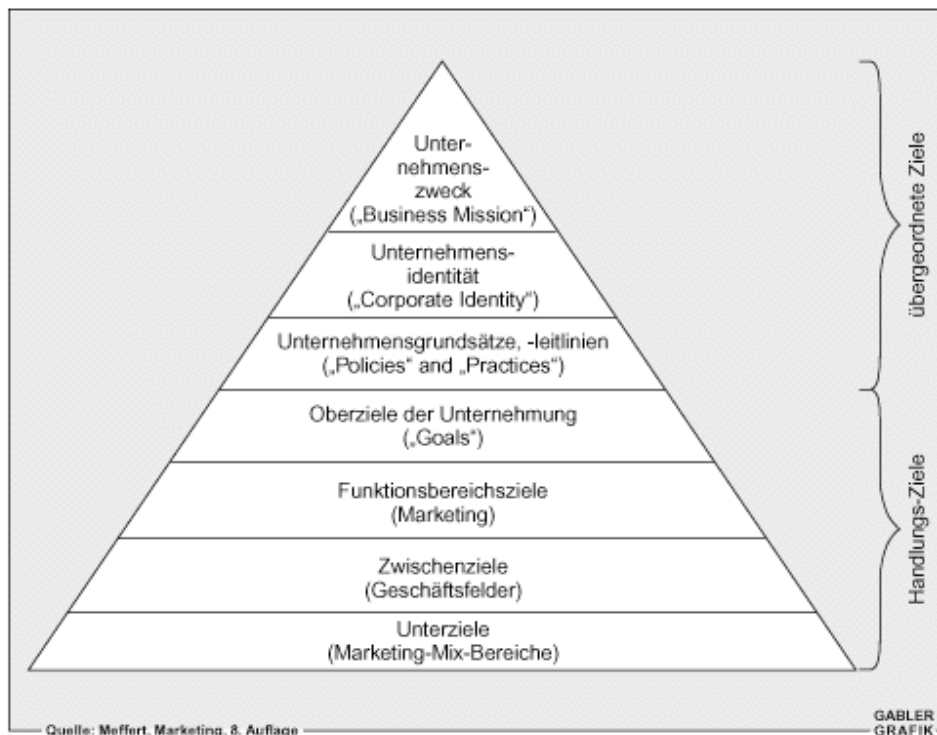 Unter-
nehmens-
zweck
(„Business Mission“)
Unternehmens-
identität
(„Corporate Identity“)
Unternehmensgrundsätze, -leitlinien
(„Policies“ and „Practices“)
Oberziele der Unternehmung
(„Goals“)
Funktionsbereichsziele
(Marketing)
Zwischenziele
(Geschäftsfelder)
Unterziele
(Marketing-Mix-Bereiche)
übergeordnete Ziele
Handlungs-Ziele
Quelle: Meffert, Marketing, 8. Auflage
GABLER
GRAFIK